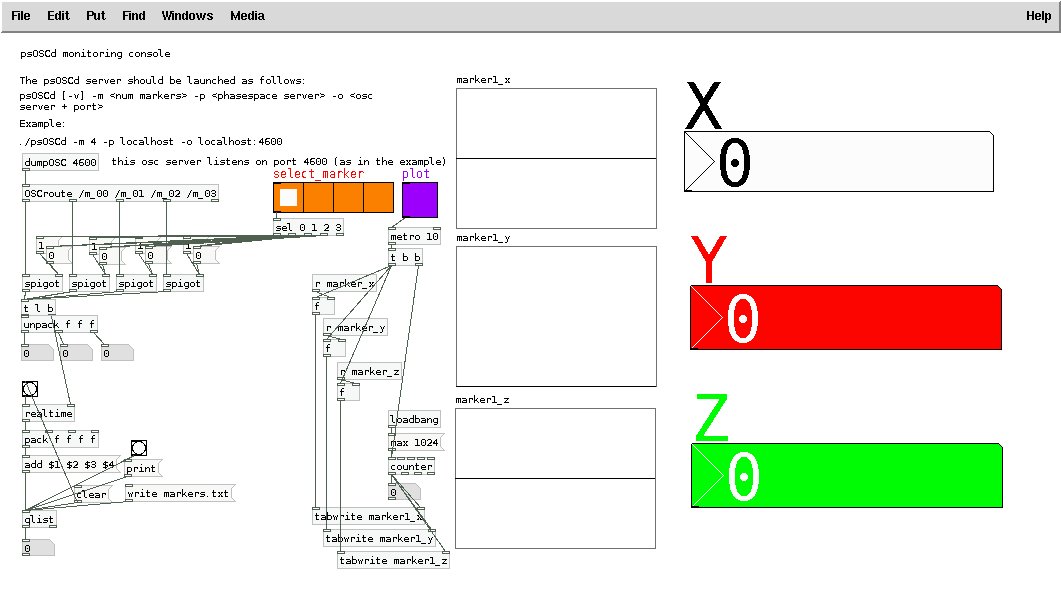 File Edit Put Find Windows Media Help
psOSCd monitoring console
The psOSCd server should be launched as follows:
psOSCd [-v] -m <num markers> -p <phasespace server> -o <osc
server + port>
Example:
./psOSCd -m 4 -p localhost -o localhost:4600
dumpOSC 4600
this osc server listens on port 4600 (as in the example)
OSCroute /m_00 /m_01 /m_02 /m_03
select_marker
plot
sel 0 1 2 3
metro 10
t b b
1 1 1 1
0 0 0 0
spigot spigot spigot spigot
t l b
unpack f f f
0 0 0
r marker_x
f
r marker_y
f
r marker_z
f
realtime
pack f f f f
add $1 $2 $3 $4
print
clear
write markers.txt
qlist
0
loadbang
max 1024
counter
0
tabwrite marker1_x
tabwrite marker1_y
tabwrite marker1_z
marker1_x
marker1_y
marker1_z
X
0
Y
0
Z
0